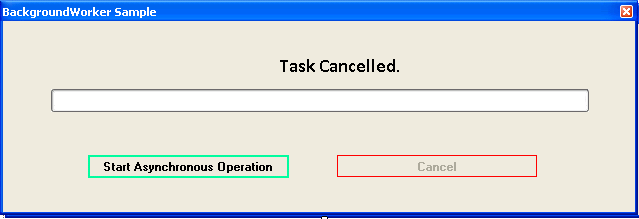 BackgroundWorker Sample
Task Cancelled.
Start Asynchronous Operation
Cancel